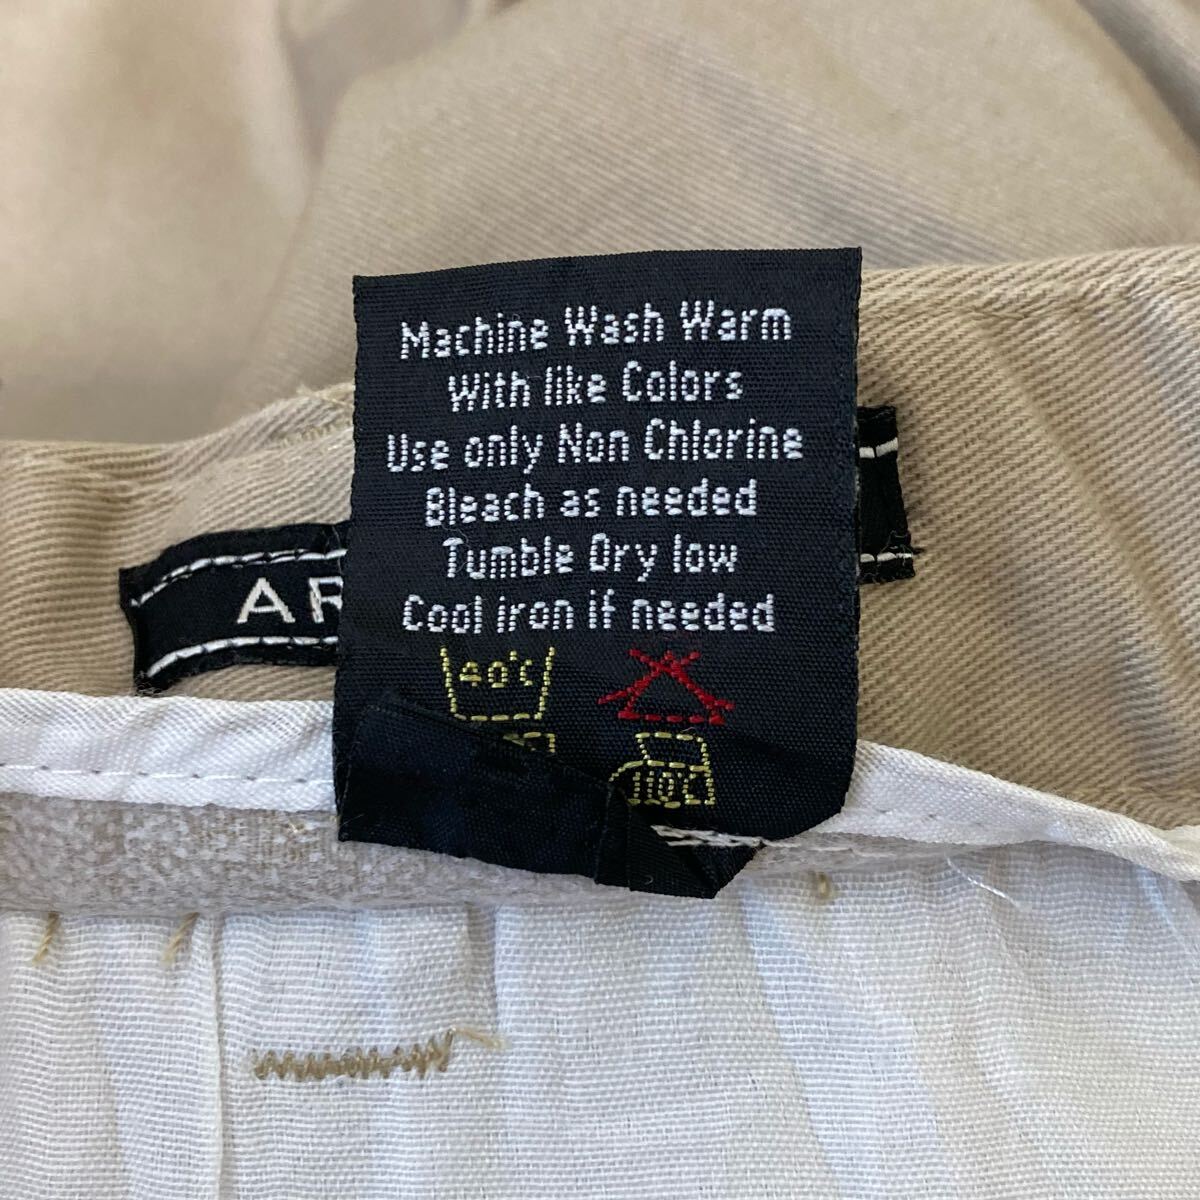 Machine Wash Warm
With like Colors
Use only Non Chlorine
Bleach as needed
Tumble Dry low
Cool iron if needed
40°C
110°C
AR